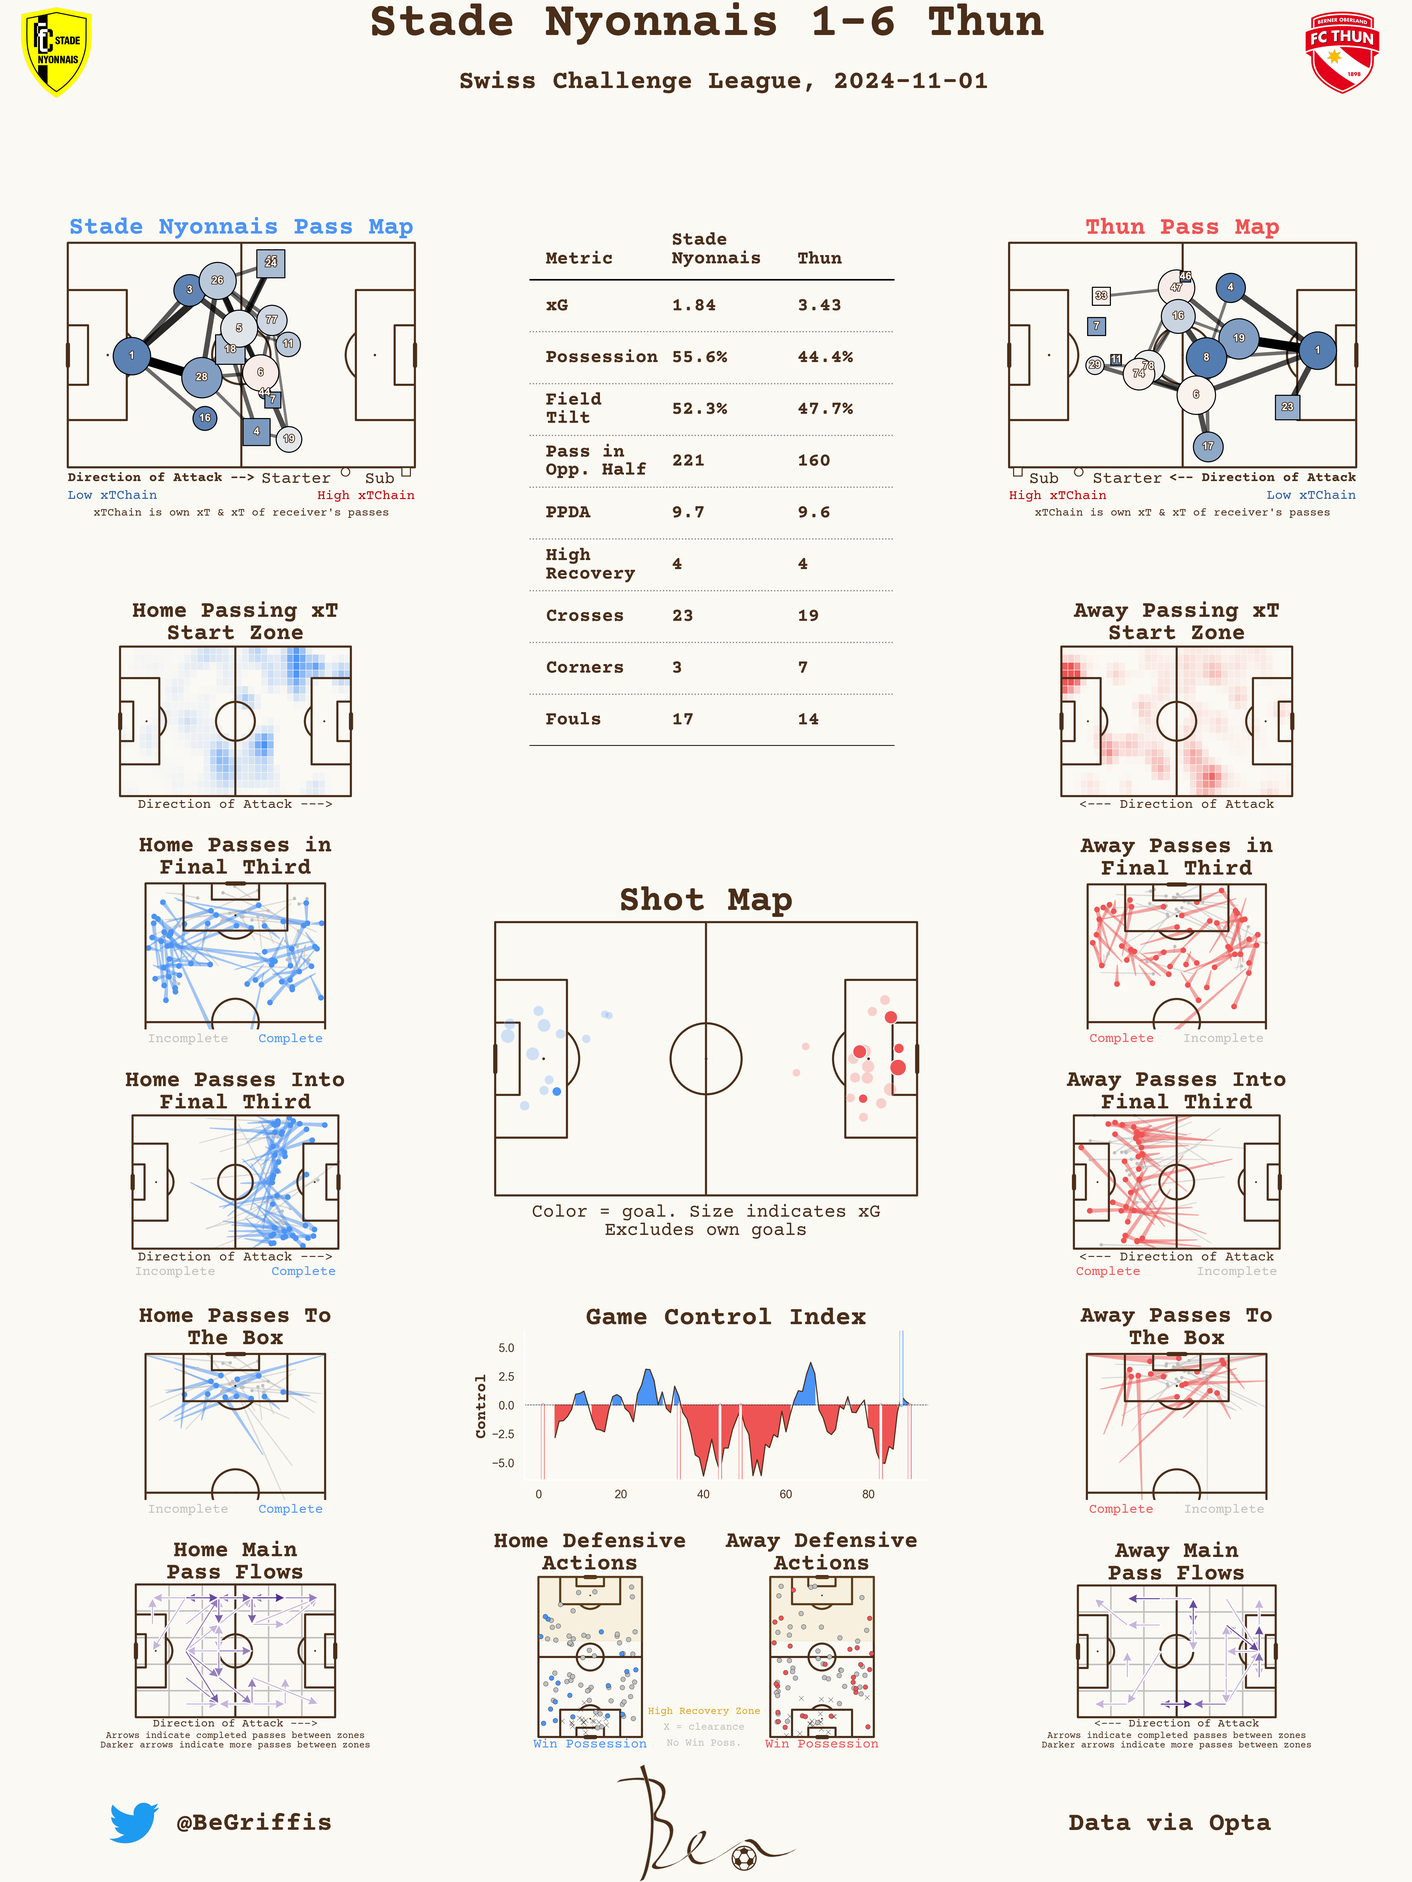 Stade Nyonnais 1-6 Thun
Swiss Challenge League, 2024-11-01
FC
STADE
NYONNAIS
BERNER OBERLAND
FC THUN
1898
Stade Nyonnais Pass Map
3
26
24
5
77
11
18
1
28
6
44
7
16
4
19
Direction of Attack --> Starter Sub
Low xTChain High xTChain
xTChain is own xT & xT of receiver's passes
Metric Stade Nyonnais Thun
xG 1.84 3.43
Possession 55.6% 44.4%
Field Tilt 52.3% 47.7%
Pass in Opp. Half 221 160
PPDA 9.7 9.6
High Recovery 4 4
Crosses 23 19
Corners 3 7
Fouls 17 14
Thun Pass Map
46
33
47
4
16
7
19
1
8
11
29
78
74
6
23
17
Sub Starter <-- Direction of Attack
High xTChain Low xTChain
xTChain is own xT & xT of receiver's passes
Home Passing xT
Start Zone
Direction of Attack --->
Away Passing xT
Start Zone
<--- Direction of Attack
Home Passes in
Final Third
Incomplete Complete
Away Passes in
Final Third
Complete Incomplete
Shot Map
Color = goal. Size indicates xG
Excludes own goals
Home Passes Into
Final Third
Direction of Attack --->
Incomplete Complete
Away Passes Into
Final Third
<--- Direction of Attack
Complete Incomplete
Home Passes To
The Box
Incomplete Complete
Game Control Index
Control
5.0
2.5
0.0
−2.5
−5.0
0 20 40 60 80
Away Passes To
The Box
Complete Incomplete
Home Main
Pass Flows
Direction of Attack --->
Arrows indicate completed passes between zones
Darker arrows indicate more passes between zones
Home Defensive
Actions
Win Possession
Away Defensive
Actions
Win Possession
High Recovery Zone
X = clearance
No Win Poss.
Away Main
Pass Flows
<--- Direction of Attack
Arrows indicate completed passes between zones
Darker arrows indicate more passes between zones
@BeGriffis
Ben
Data via Opta